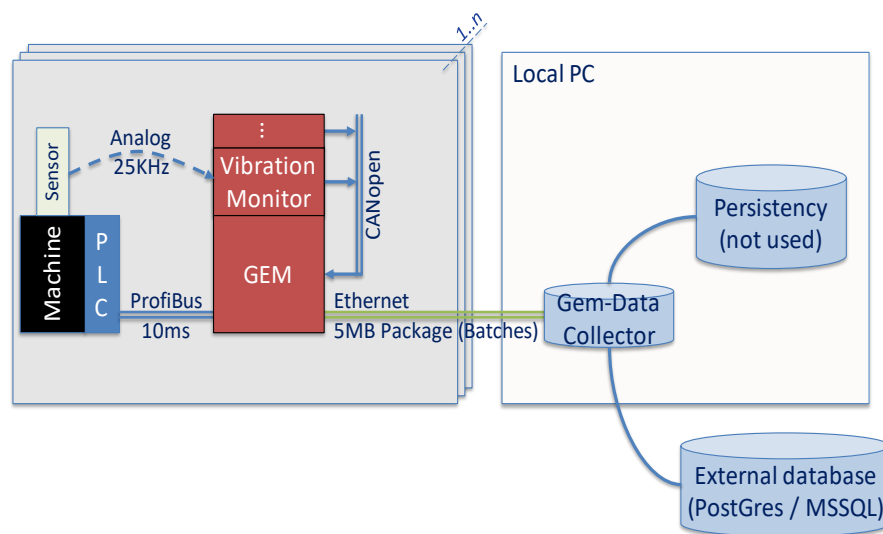 1..n
Local PC
Sensor
Analog
25KHz
⋮
Vibration
Monitor
CANopen
Machine
PLC
ProfiBus
10ms
GEM
Ethernet
5MB Package (Batches)
Persistency
(not used)
Gem-Data
Collector
External database
(PostGres / MSSQL)